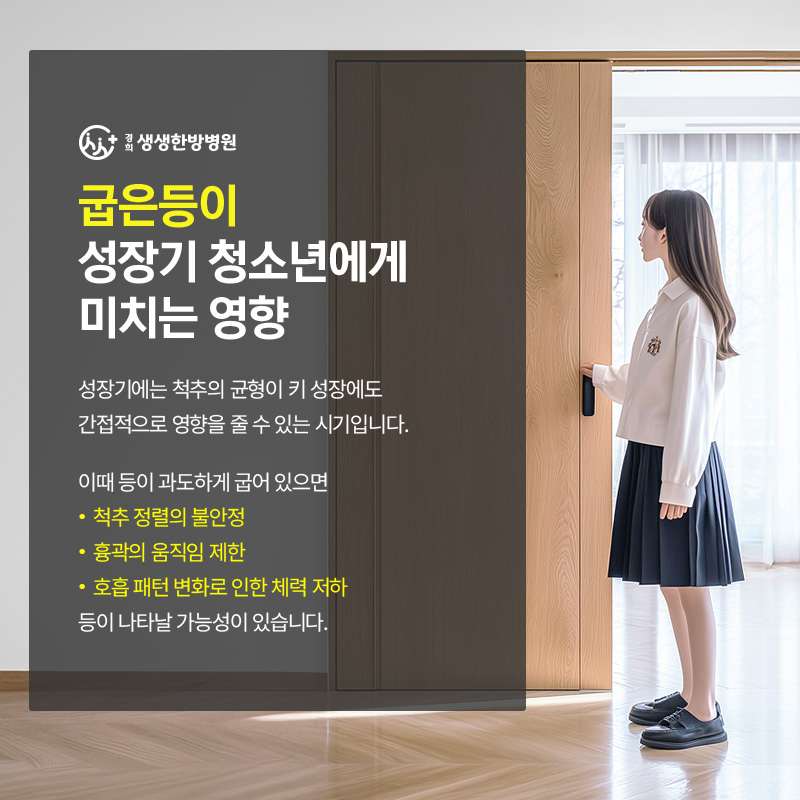 경희 생생한방병원
굽은등이
성장기 청소년에게
미치는 영향
성장기에는 척추의 균형이 키 성장에도
간접적으로 영향을 줄 수 있는 시기입니다.
이때 등이 과도하게 굽어 있으면
• 척추 정렬의 불안정
• 흉곽의 움직임 제한
• 호흡 패턴 변화로 인한 체력 저하
등이 나타날 가능성이 있습니다.